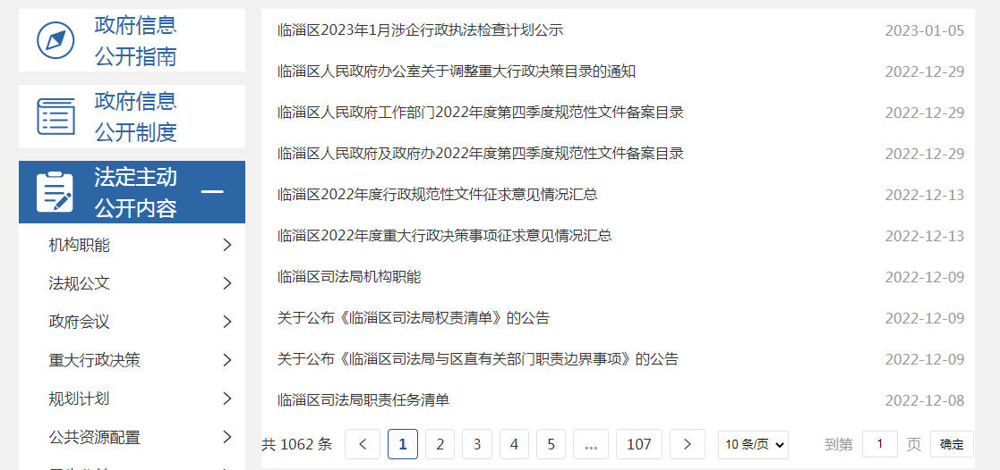 政府信息
公开指南
政府信息
公开制度
法定主动
公开内容
机构职能
法规公文
政府会议
重大行政决策
规划计划
公共资源配置
临淄区2023年1月涉企行政执法检查计划公示 2023-01-05
临淄区人民政府办公室关于调整重大行政决策目录的通知 2022-12-29
临淄区人民政府工作部门2022年度第四季度规范性文件备案目录 2022-12-29
临淄区人民政府及政府办2022年度第四季度规范性文件备案目录 2022-12-29
临淄区2022年度行政规范性文件征求意见情况汇总 2022-12-13
临淄区2022年度重大行政决策事项征求意见情况汇总 2022-12-13
临淄区司法局机构职能 2022-12-09
关于公布《临淄区司法局权责清单》的公告 2022-12-09
关于公布《临淄区司法局与区直有关部门职责边界事项》的公告 2022-12-09
临淄区司法局职责任务清单 2022-12-08
共 1062 条 < 1 2 3 4 5 ... 107 > 10 条/页 到第 1 页 确定